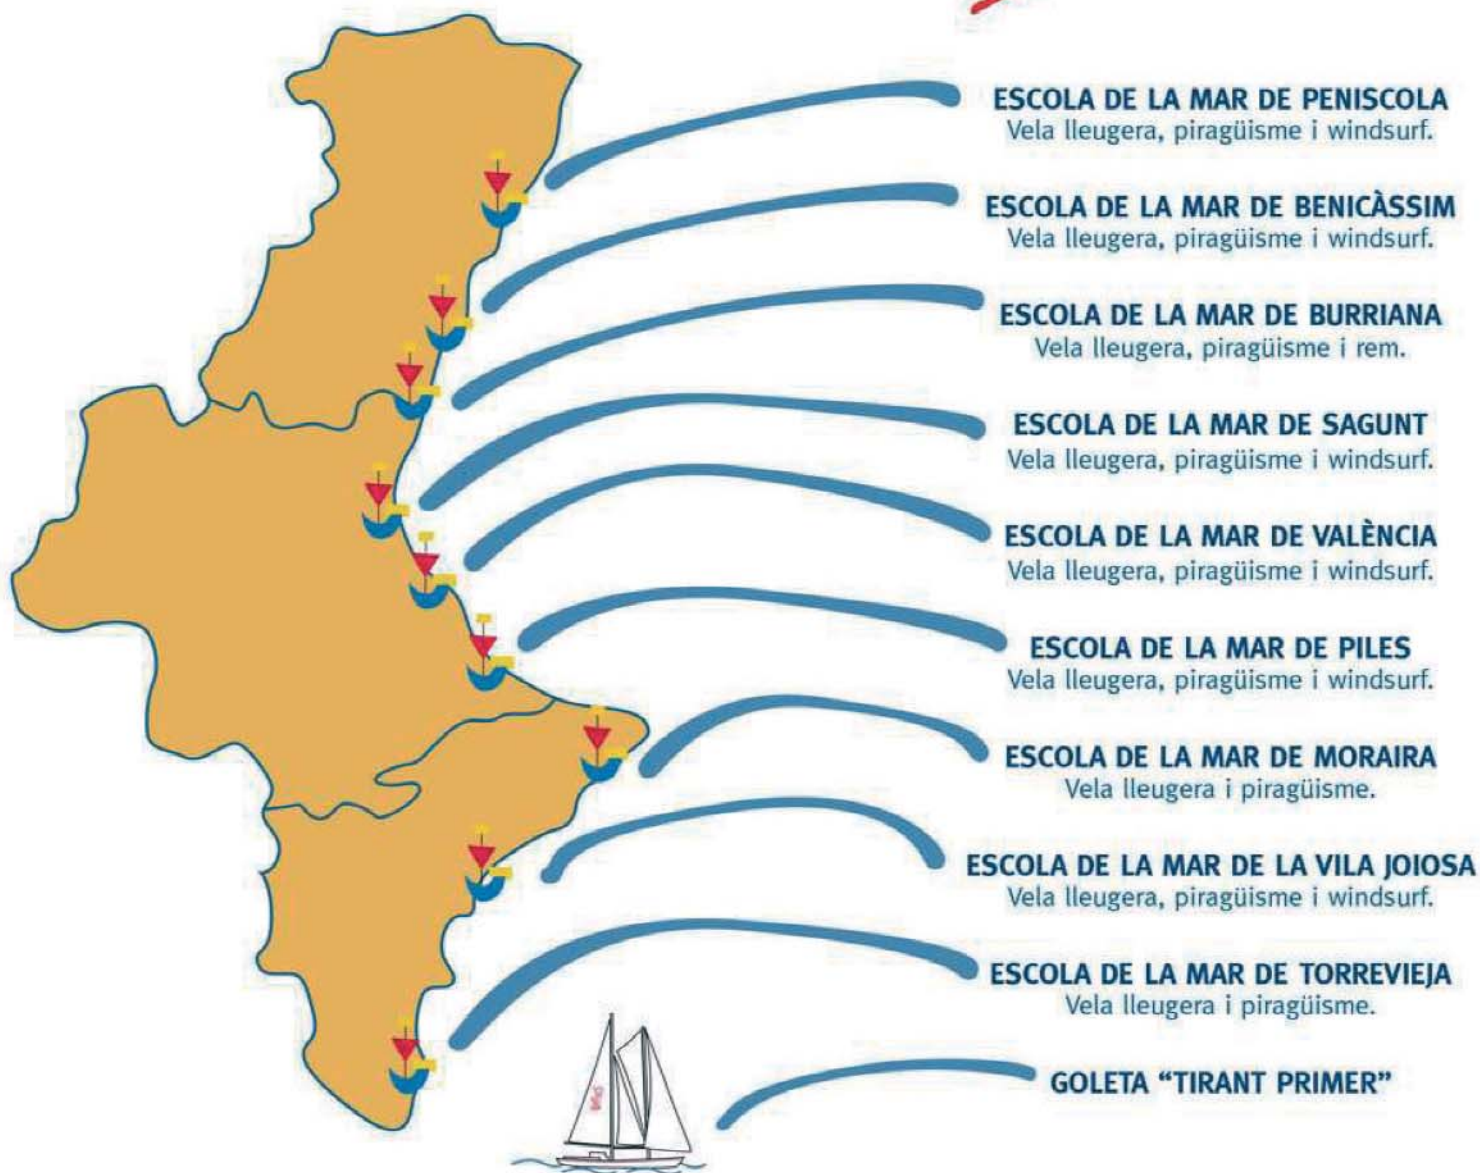 ESCOLA DE LA MAR DE PENISCOLA
Vela lleugera, piragüisme i windsurf.
ESCOLA DE LA MAR DE BENICÀSSIM
Vela lleugera, piragüisme i windsurf.
ESCOLA DE LA MAR DE BURRIANA
Vela lleugera, piragüisme i rem.
ESCOLA DE LA MAR DE SAGUNT
Vela lleugera, piragüisme i windsurf.
ESCOLA DE LA MAR DE VALÈNCIA
Vela lleugera, piragüisme i windsurf.
ESCOLA DE LA MAR DE PILES
Vela lleugera, piragüisme i windsurf.
ESCOLA DE LA MAR DE MORAIRA
Vela lleugera i piragüisme.
ESCOLA DE LA MAR DE LA VILA JOIOSA
Vela lleugera, piragüisme i windsurf.
ESCOLA DE LA MAR DE TORREVIEJA
Vela lleugera i piragüisme.
GOLETA “TIRANT PRIMER”